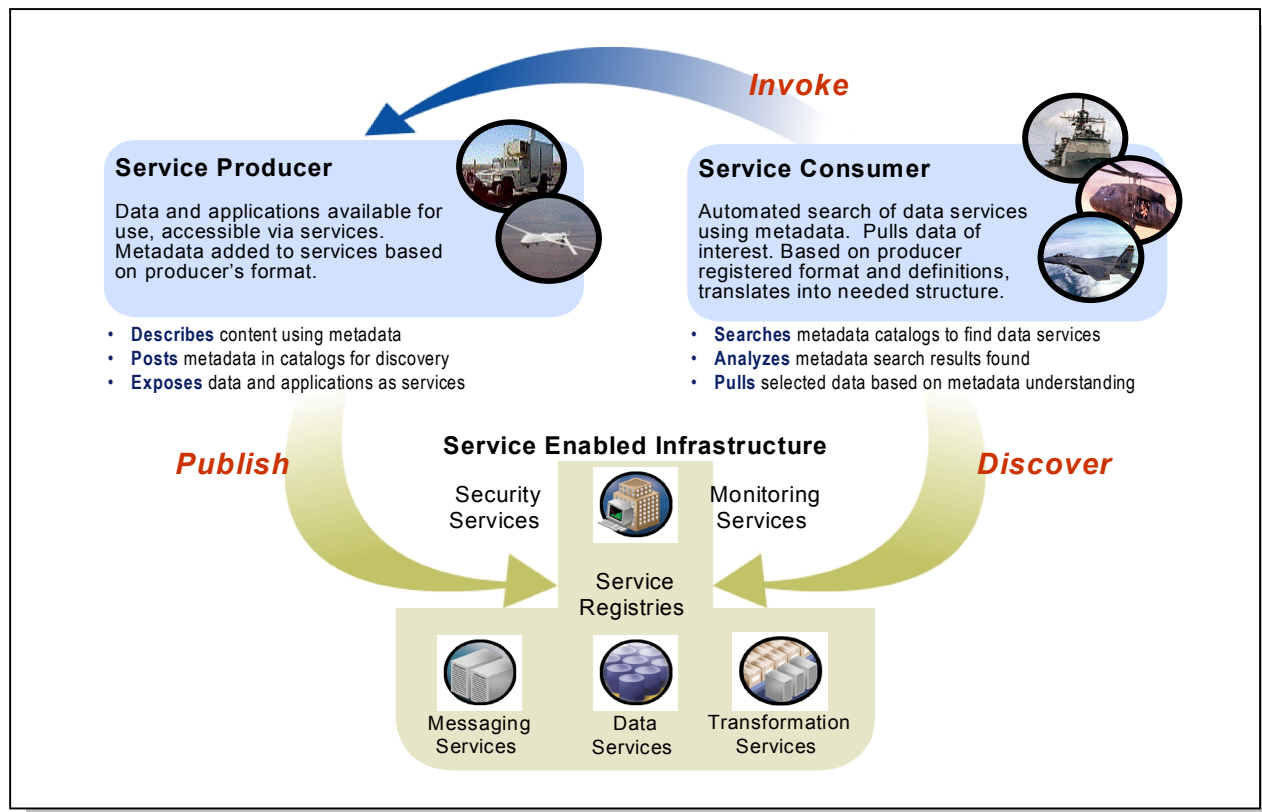 Invoke
Service Producer
Data and applications available for
use, accessible via services.
Metadata added to services based
on producer's format.
• Describes content using metadata
• Posts metadata in catalogs for discovery
• Exposes data and applications as services
Service Consumer
Automated search of data services
using metadata. Pulls data of
interest. Based on producer
registered format and definitions,
translates into needed structure.
• Searches metadata catalogs to find data services
• Analyzes metadata search results found
• Pulls selected data based on metadata understanding
Publish
Service Enabled Infrastructure
Discover
Security
Services
Monitoring
Services
Service
Registries
Messaging
Services
Data
Services
Transformation
Services